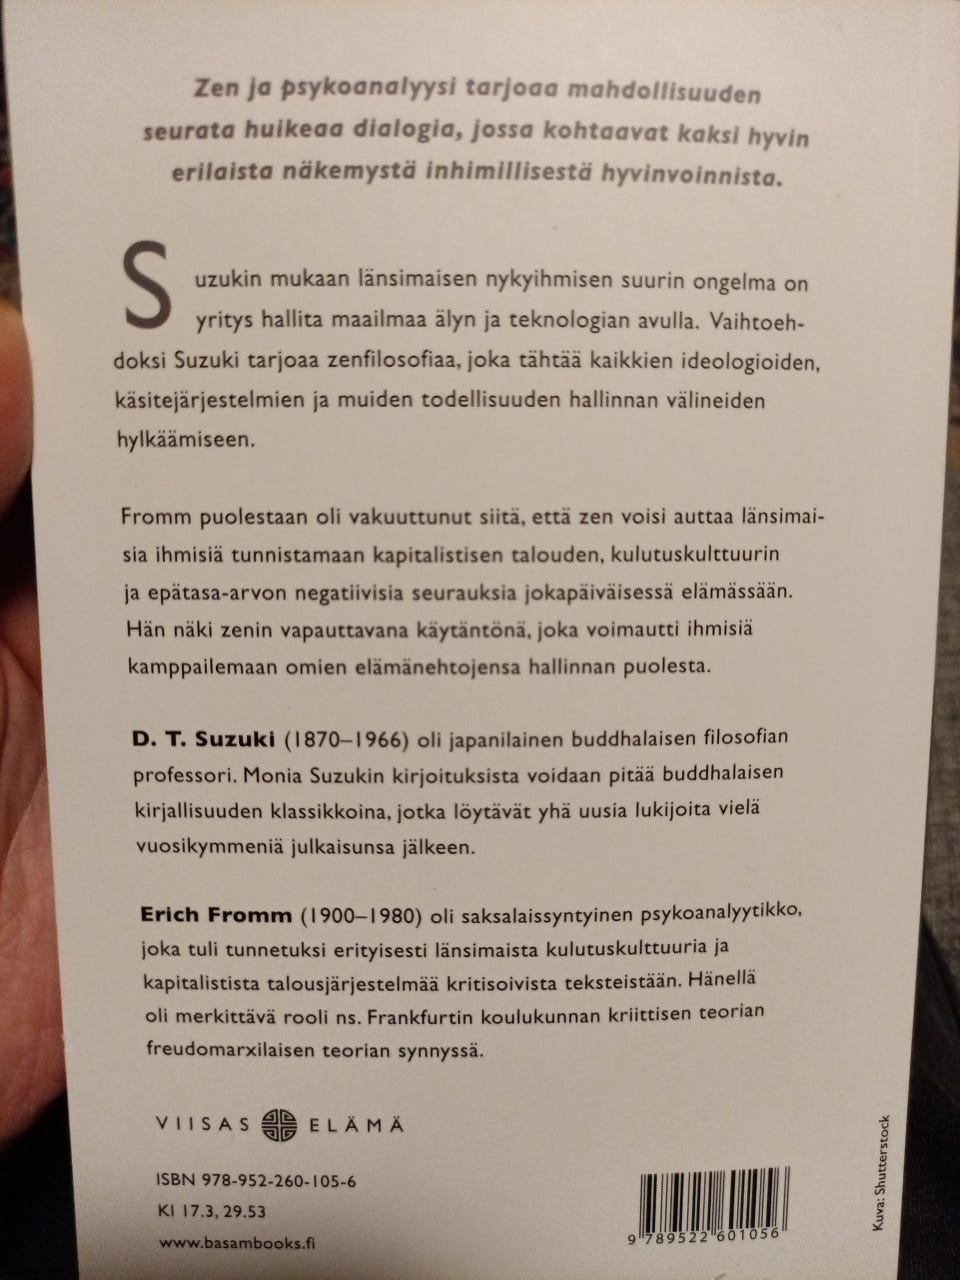 Zen ja psykoanalyysi tarjoaa mahdollisuuden
seurata huikeaa dialogia, jossa kohtaavat kaksi hyvin
erilaista näkemystä inhimillisestä hyvinvoinnista.
Suzukin mukaan länsimaisen nykyihmisen suurin ongelma on
yritys hallita maailmaa älyn ja teknologian avulla. Vaihtoeh-
doksi Suzuki tarjoaa zenfilosofiaa, joka tähtää kaikkien ideologioiden,
käsitejärjestelmien ja muiden todellisuuden hallinnan välineiden
hylkäämiseen.
Fromm puolestaan oli vakuuttunut siitä, että zen voisi auttaa länsimai-
sia ihmisiä tunnistamaan kapitalistisen talouden, kulutuskulttuurin
ja epätasa-arvon negatiivisia seurauksia jokapäiväisessä elämässään.
Hän näki zenin vapauttavana käytäntönä, joka voimautti ihmisiä
kamppailemaan omien elämänehtojensa hallinnan puolesta.
D. T. Suzuki (1870–1966) oli japanilainen buddhalaisen filosofian
professori. Monia Suzukin kirjoituksista voidaan pitää buddhalaisen
kirjallisuuden klassikkoina, jotka löytävät yhä uusia lukijoita vielä
vuosikymmeniä julkaisunsa jälkeen.
Erich Fromm (1900–1980) oli saksalaissyntyinen psykoanalyytikko,
joka tuli tunnetuksi erityisesti länsimaista kulutuskulttuuria ja
kapitalistista talousjärjestelmää kritisoivista teksteistään. Hänellä
oli merkittävä rooli ns. Frankfurtin koulukunnan kriittisen teorian
freudomarxilaisen teorian synnyssä.
VIISAS ELÄMÄ
ISBN 978-952-260-105-6
Kl 17.3, 29.53
www.basambooks.fi
9 789522 601056
Kuva: Shutterstock